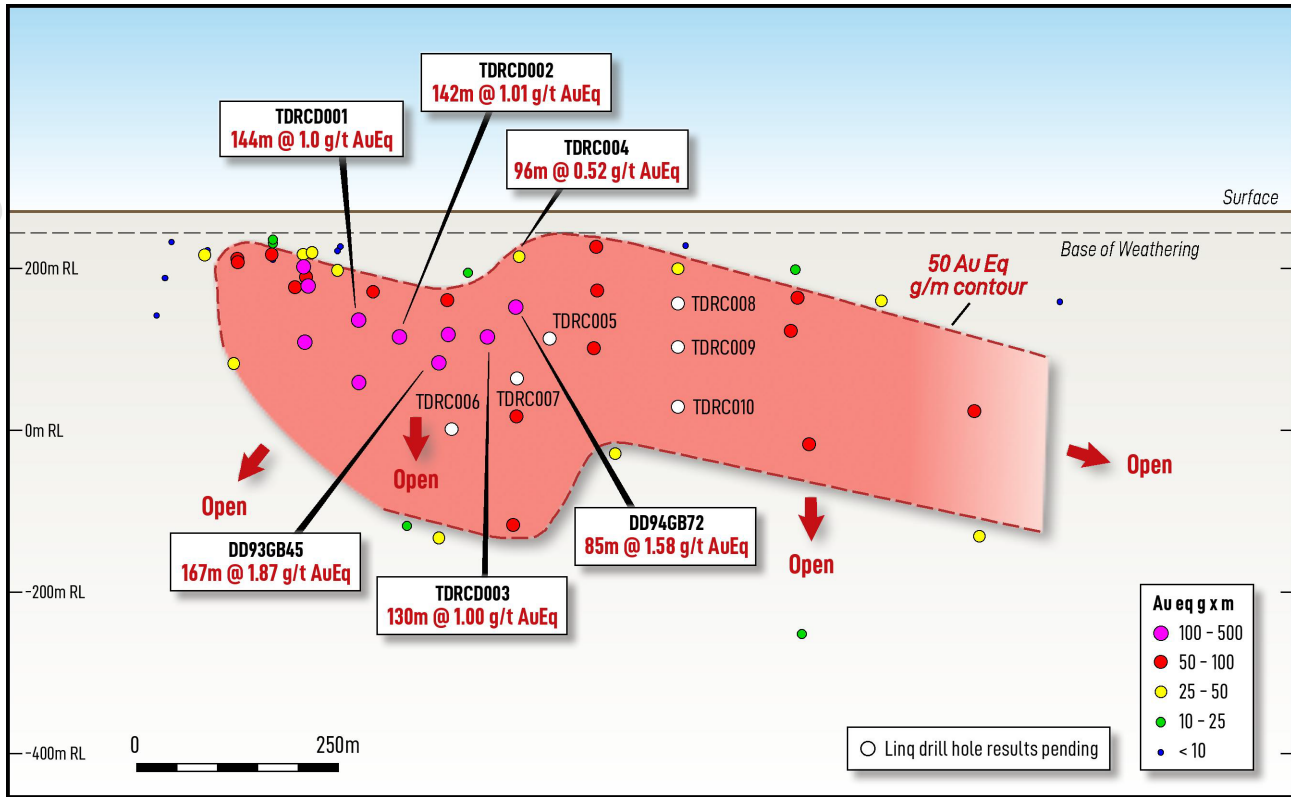 TDRCD002
142m @ 1.01 g/t AuEq
TDRCD001
144m @ 1.0 g/t AuEq
TDRC004
96m @ 0.52 g/t AuEq
Surface
Base of Weathering
200m RL
50 Au Eq
g/m contour
TDRC005
TDRC008
TDRC009
TDRC006
TDRC007
TDRC010
0m RL
Open
Open
Open
Open
DD93GB45
167m @ 1.87 g/t AuEq
DD94GB72
85m @ 1.58 g/t AuEq
TDRCD003
130m @ 1.00 g/t AuEq
-200m RL
Au eq g x m
100 - 500
50 - 100
25 - 50
10 - 25
< 10
0 250m
Linq drill hole results pending
-400m RL